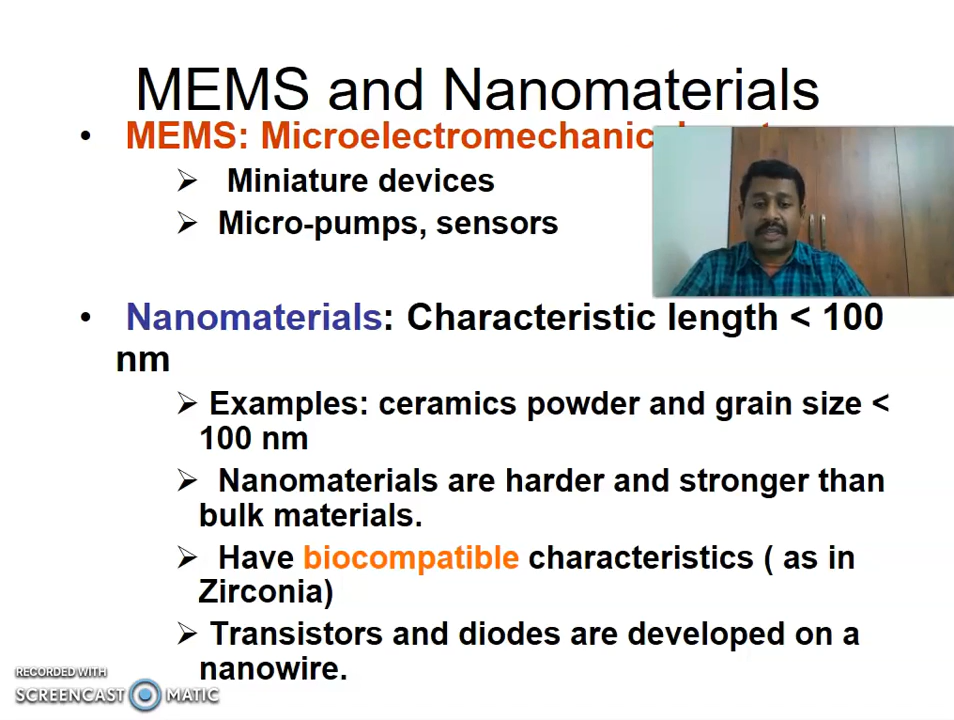 MEMS and Nanomaterials
• MEMS: Microelectromechanic
➢ Miniature devices
➢ Micro-pumps, sensors
• Nanomaterials: Characteristic length < 100
nm
➢ Examples: ceramics powder and grain size <
100 nm
➢ Nanomaterials are harder and stronger than
bulk materials.
➢ Have biocompatible characteristics ( as in
Zirconia)
➢ Transistors and diodes are developed on a
nanowire.
RECORDED WITH
SCREENCAST MATIC